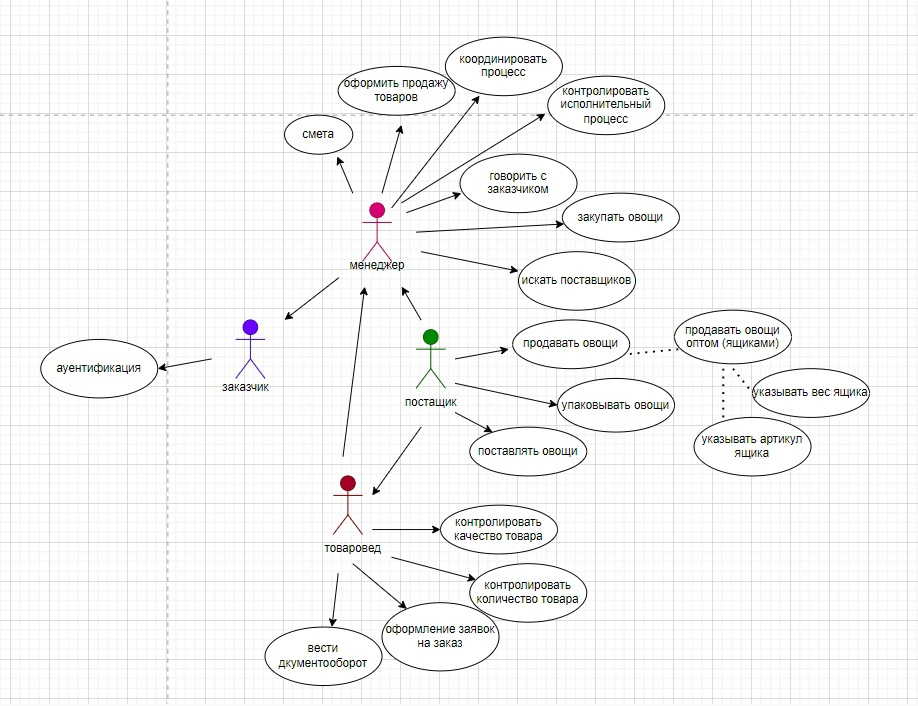 координировать
процесс
оформить продажу
товаров
контролировать
исполнительный
процесс
смета
говорить с
заказчиком
закупать овощи
менеджер
искать поставщиков
продавать овощи
оптом (ящиками)
продавать овощи
ауентификация
заказчик
постащик
указывать вес ящика
упаковывать овощи
указывать артикул
ящика
поставлять овощи
контролировать
качество товара
товаровед
контролировать
количество товара
оформление заявок
на заказ
вести
дкументооборот